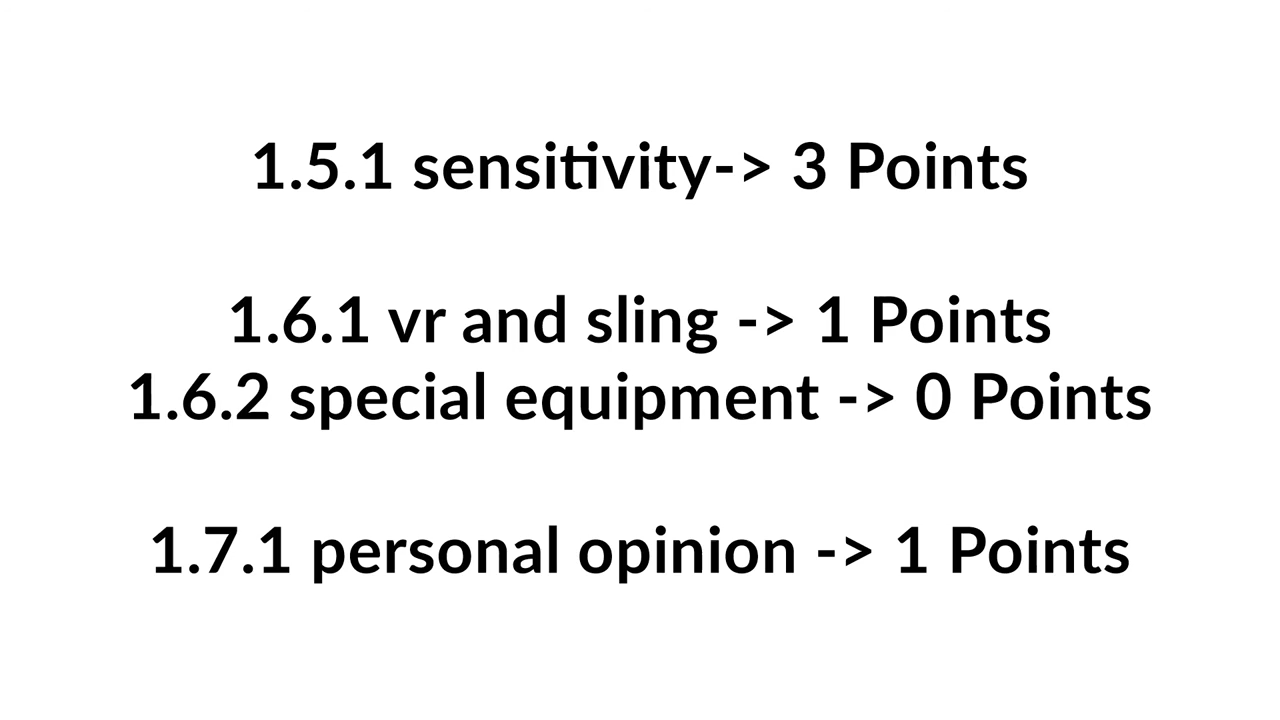 1.5.1 sensitivity-> 3 Points
1.6.1 vr and sling -> 1 Points
1.6.2 special equipment -> 0 Points
1.7.1 personal opinion -> 1 Points